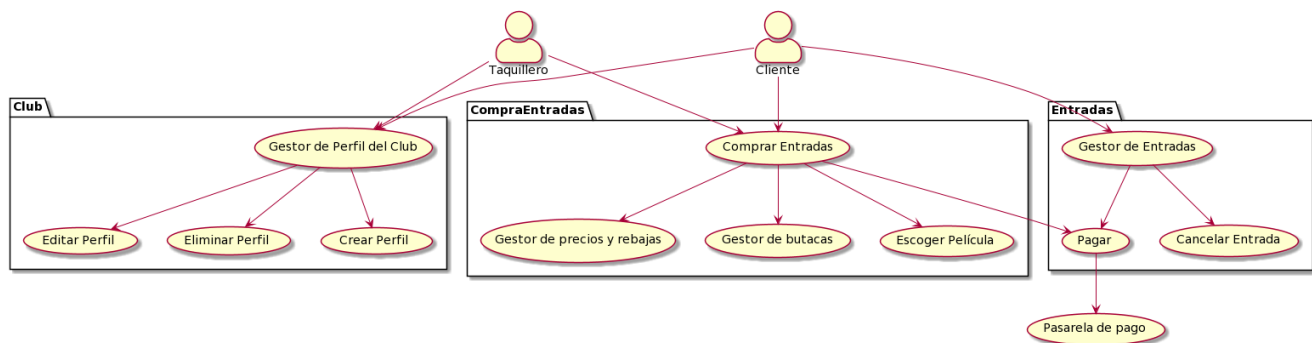 Taquillero
Cliente
Club
CompraEntradas
Entradas
Gestor de Perfil del Club
Comprar Entradas
Gestor de Entradas
Editar Perfil
Eliminar Perfil
Crear Perfil
Gestor de precios y rebajas
Gestor de butacas
Escoger Película
Pagar
Cancelar Entrada
Pasarela de pago